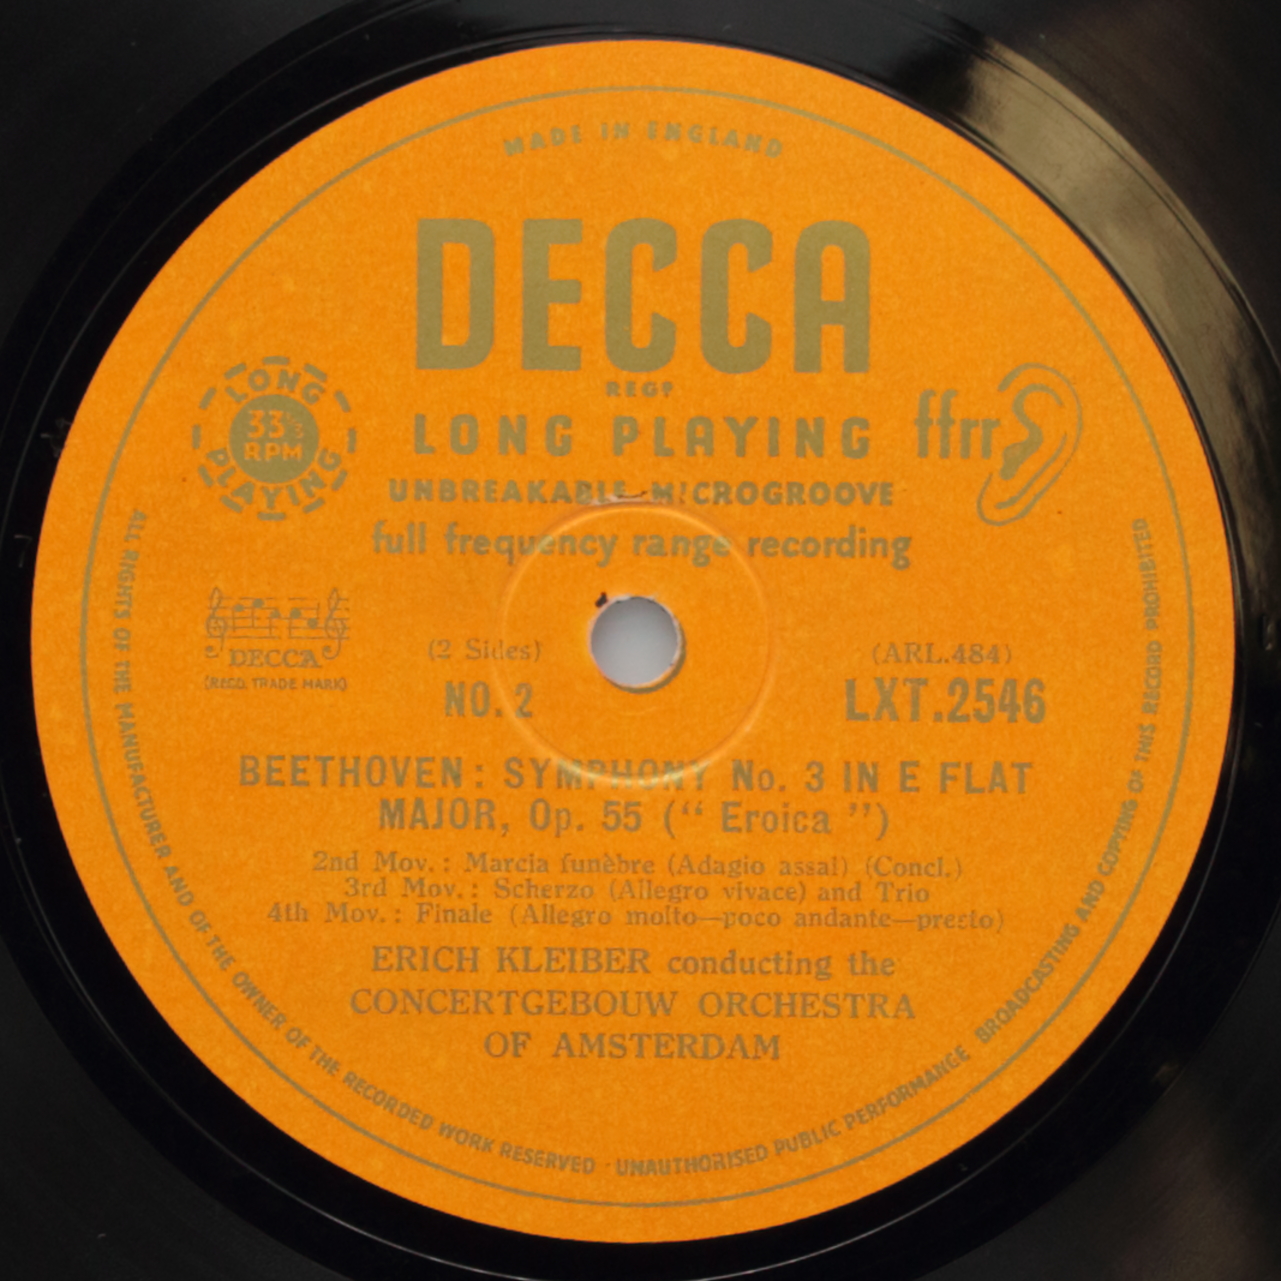 MADE IN ENGLAND
DECCA
REGD
LONG PLAYING
33⅓
RPM
LONG PLAYING
ffrr
UNBREAKABLE MICROGROOVE
full frequency range recording
DECCA
(REGD. TRADE MARK)
(2 Sides)
NO. 2
(ARL.484)
LXT.2546
BEETHOVEN : SYMPHONY No. 3 IN E FLAT
MAJOR, Op. 55 (“ Eroica ”)
2nd Mov. : Marcia funèbre (Adagio assai) (Concl.)
3rd Mov. : Scherzo (Allegro vivace) and Trio
4th Mov. : Finale (Allegro molto—poco andante—presto)
ERICH KLEIBER conducting the
CONCERTGEBOUW ORCHESTRA
OF AMSTERDAM
ALL RIGHTS OF THE MANUFACTURER AND OF THE OWNER OF THE RECORDED WORK RESERVED · UNAUTHORISED PUBLIC PERFORMANCE BROADCASTING AND COPYING OF THIS RECORD PROHIBITED